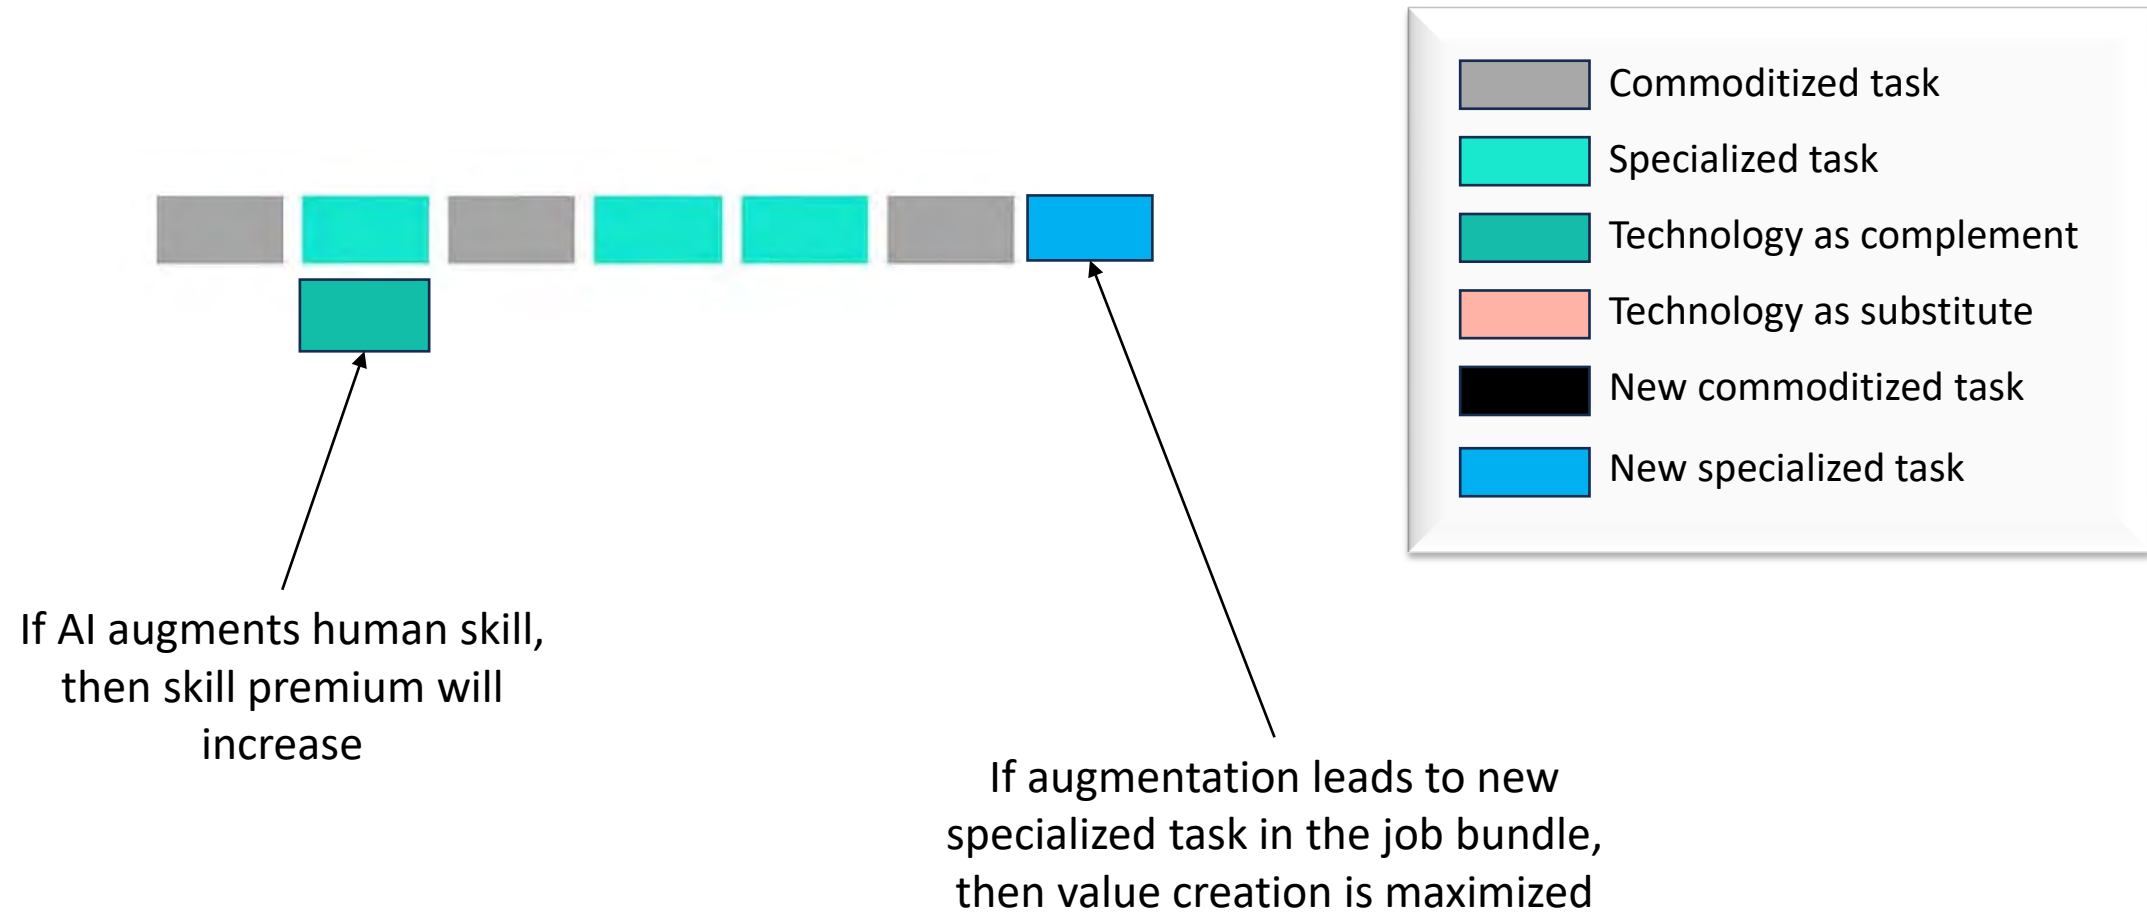 Commoditized task
Specialized task
Technology as complement
Technology as substitute
New commoditized task
New specialized task
If AI augments human skill,
then skill premium will
increase
If augmentation leads to new
specialized task in the job bundle,
then value creation is maximized